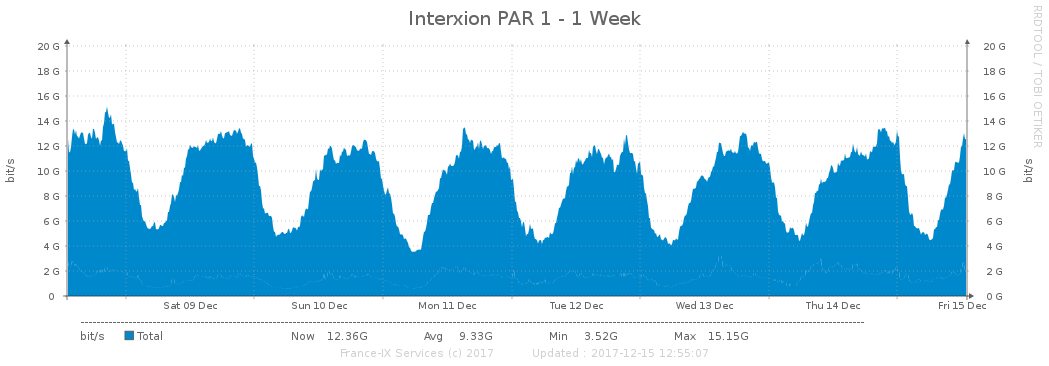 Interxion PAR 1 - 1 Week
RRDTOOL / TOBI OETIKER
20 G 20 G
18 G 18 G
16 G 16 G
14 G 14 G
12 G 12 G
10 G 10 G
8 G 8 G
6 G 6 G
4 G 4 G
2 G 2 G
0 0 G
bit/s
bit/s
Sat 09 Dec Sun 10 Dec Mon 11 Dec Tue 12 Dec Wed 13 Dec Thu 14 Dec Fri 15 Dec
bit/s Total Now 12.36G Avg 9.33G Min 3.52G Max 15.15G
France-IX Services (c) 2017 Updated : 2017-12-15 12:55:07